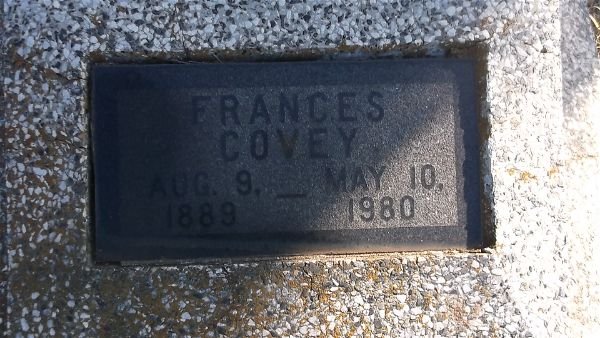 FRANCES
COVEY
AUG. 9, — MAY 10,
1889 1980